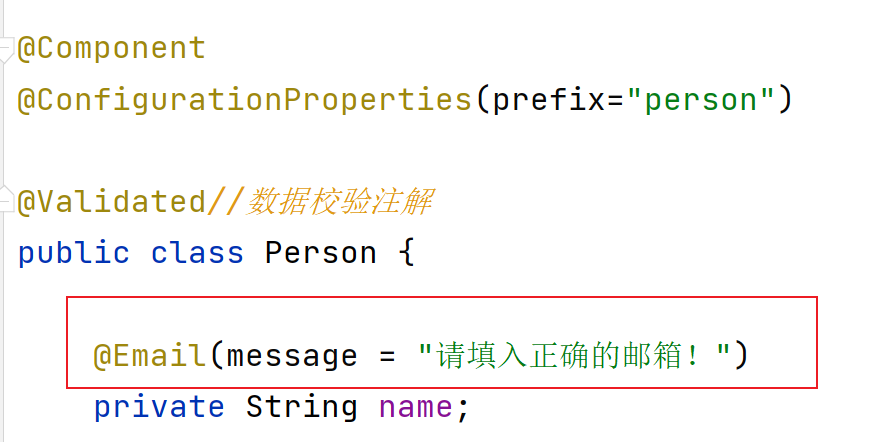 @Component
@ConfigurationProperties(prefix="person")
@Validated//数据校验注解
public class Person {
@Email(message = "请填入正确的邮箱！")
private String name;